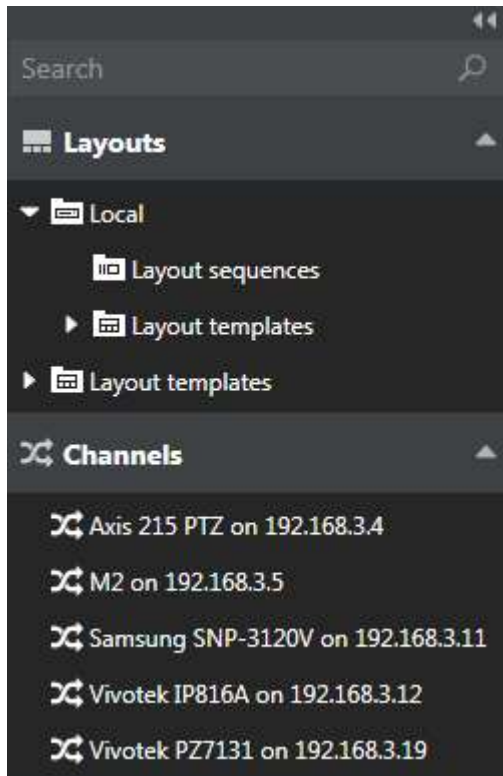 Search
Layouts
Local
Layout sequences
Layout templates
Layout templates
Channels
Axis 215 PTZ on 192.168.3.4
M2 on 192.168.3.5
Samsung SNP-3120V on 192.168.3.11
Vivotek IP816A on 192.168.3.12
Vivotek PZ7131 on 192.168.3.19